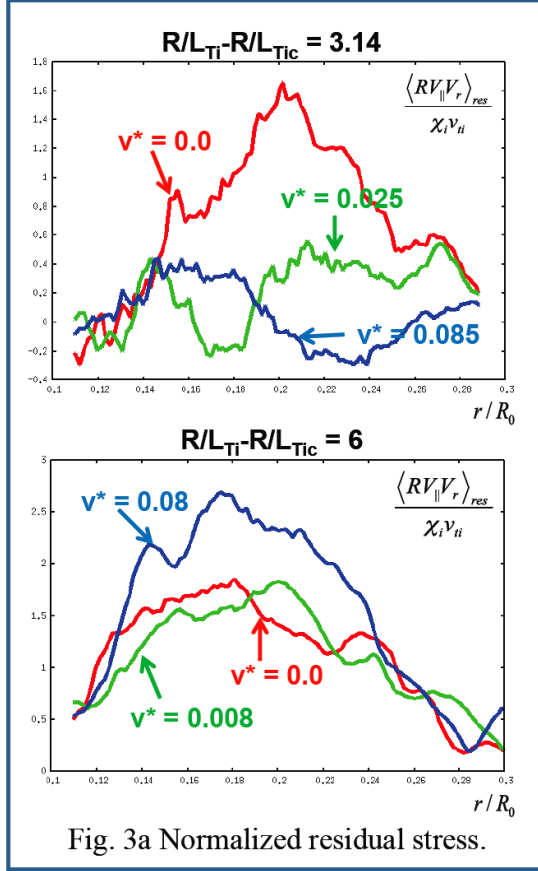 R/L_Ti-R/L_Tic = 3.14
1.8
1.6
1.4
1.2
1
0.8
0.6
0.4
0.2
0
-0.2
-0.4
⟨RV_∥V_r⟩_res
χ_i v_ti
v* = 0.0
v* = 0.025
v* = 0.085
0.1 0.12 0.14 0.16 0.18 0.2 0.22 0.24 0.26 0.28 0.3
r / R_0
R/L_Ti-R/L_Tic = 6
3
2.5
2
1.5
1
0.5
0
⟨RV_∥V_r⟩_res
χ_i v_ti
v* = 0.08
v* = 0.0
v* = 0.008
0.1 0.12 0.14 0.16 0.18 0.2 0.22 0.24 0.26 0.28 0.3
r / R_0
Fig. 3a Normalized residual stress.